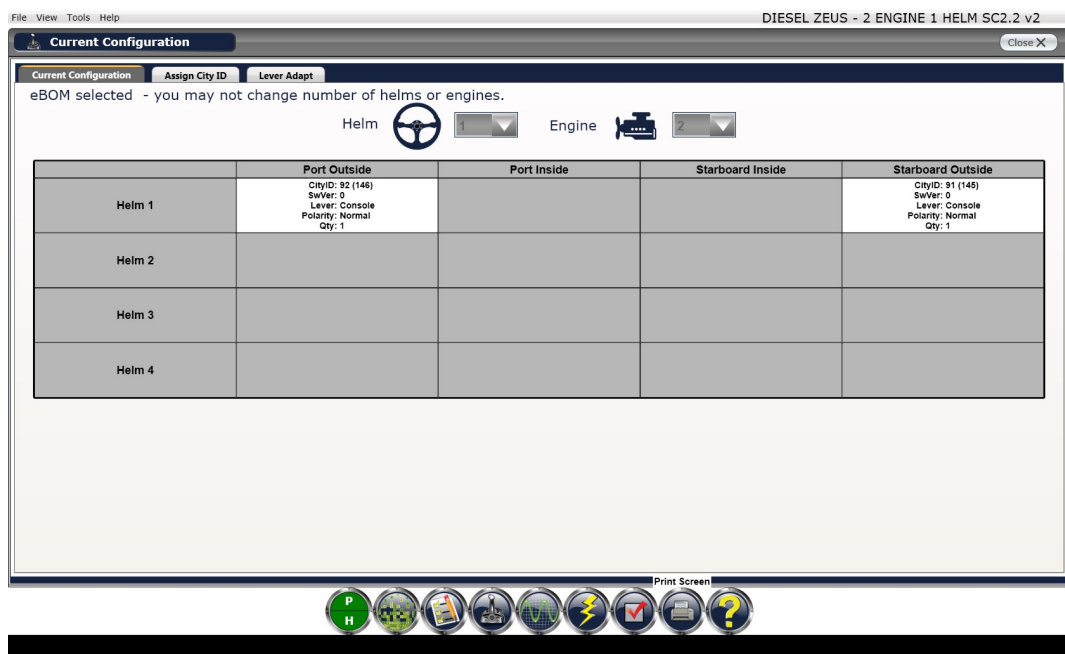 File View Tools Help
DIESEL ZEUS - 2 ENGINE 1 HELM SC2.2 v2
Current Configuration
Close X
Current Configuration Assign City ID Lever Adapt
eBOM selected - you may not change number of helms or engines.
Helm 1 Engine 2
Port Outside Port Inside Starboard Inside Starboard Outside
Helm 1
CityID: 92 (146)
SwVer: 0
Lever: Console
Polarity: Normal
Qty: 1
CityID: 91 (145)
SwVer: 0
Lever: Console
Polarity: Normal
Qty: 1
Helm 2
Helm 3
Helm 4
Print Screen
P
H
?